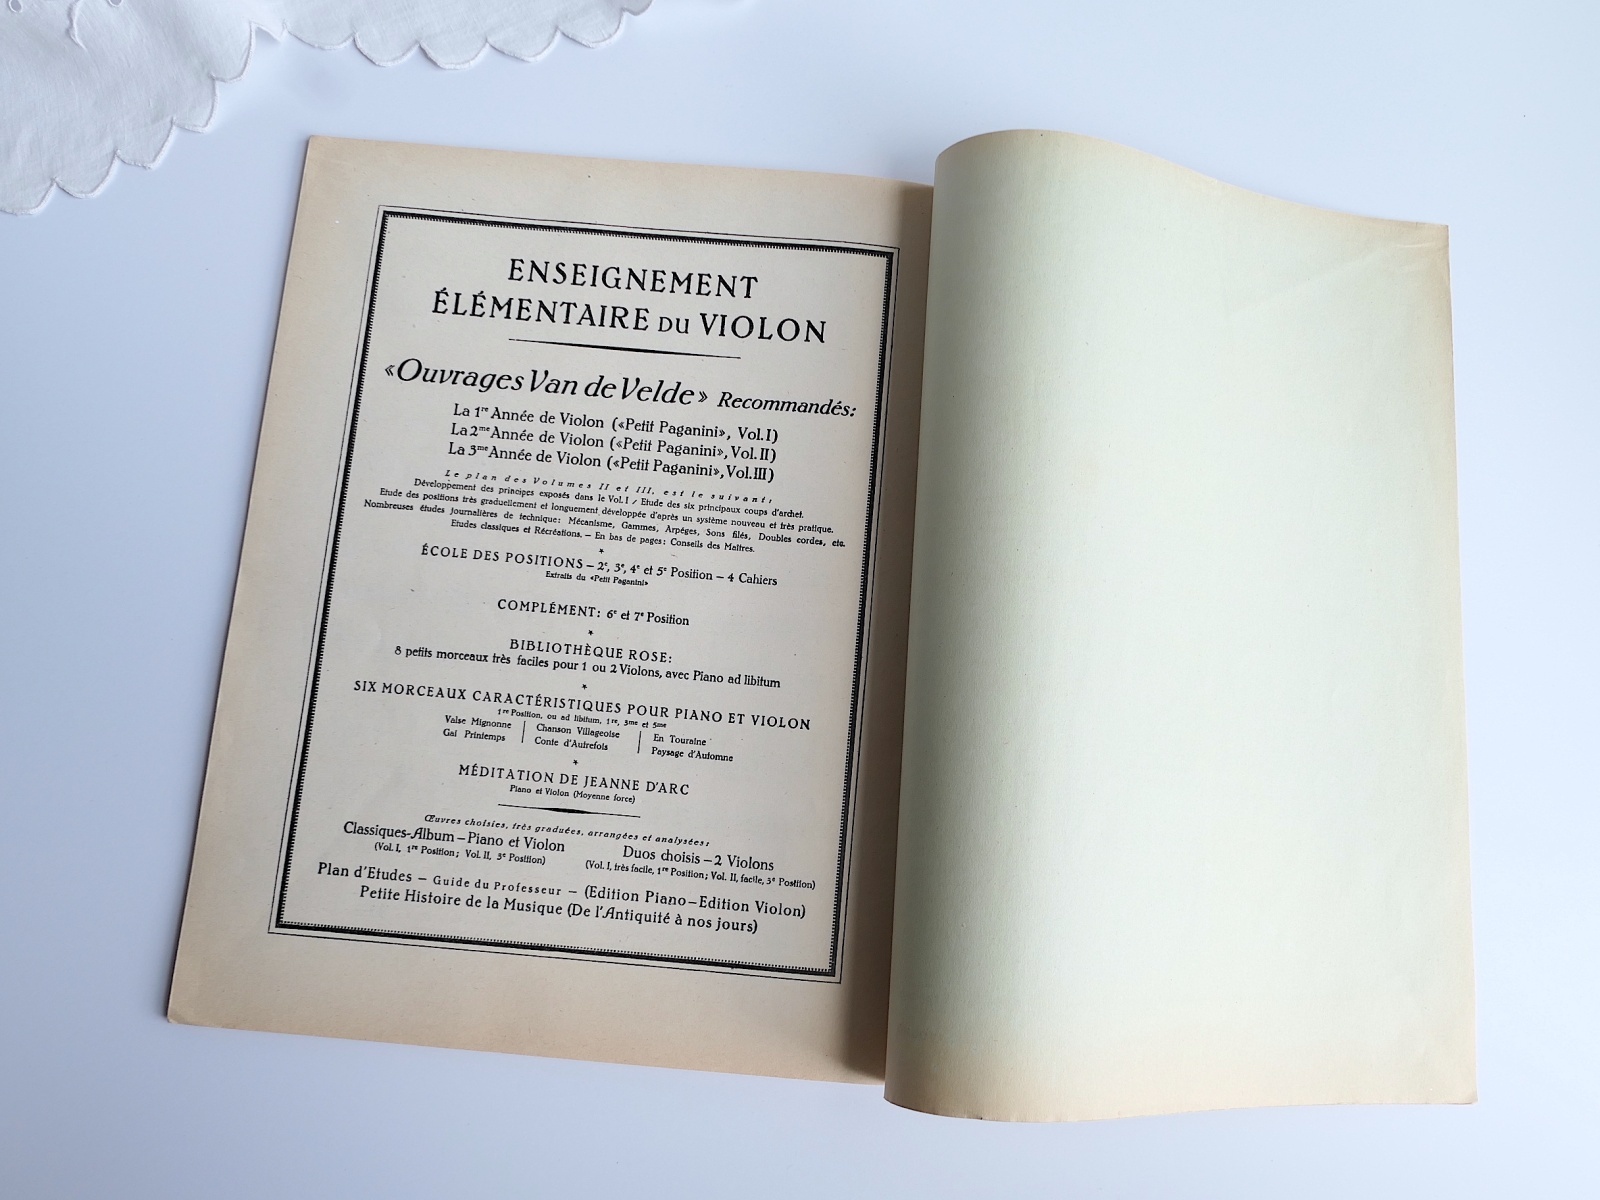 ENSEIGNEMENT
ÉLÉMENTAIRE DU VIOLON
«Ouvrages Van de Velde» Recommandés:
La 1re Année de Violon («Petit Paganini», Vol. I)
La 2me Année de Violon («Petit Paganini», Vol. II)
La 3me Année de Violon («Petit Paganini», Vol. III)
Le plan des Volumes II et III, est le suivant:
Développement des principes exposés dans le Vol. I / Etude des six principaux coups d'archet.
Etude des positions très graduellement et longuement développée d'après un système nouveau et très pratique.
Nombreuses études journalières de technique: Mécanisme, Gammes, Arpèges, Sons filés, Doubles cordes, etc.
Etudes classiques et Récréations. – En bas de pages: Conseils des Maîtres.
*
ÉCOLE DES POSITIONS – 2e, 3e, 4e et 5e Position – 4 Cahiers
Extraits du «Petit Paganini»
COMPLÉMENT: 6e et 7e Position
*
BIBLIOTHÈQUE ROSE:
8 petits morceaux très faciles pour 1 ou 2 Violons, avec Piano ad libitum
*
SIX MORCEAUX CARACTÉRISTIQUES POUR PIANO ET VIOLON
1re Position, ou ad libitum, 1re, 3me et 5me
Valse Mignonne | Chanson Villageoise | En Touraine
Gai Printemps | Conte d'Autrefois | Paysage d'Automne
*
MÉDITATION DE JEANNE D'ARC
Piano et Violon (Moyenne force)
Œuvres choisies, très graduées, arrangées et analysées:
Classiques-Album – Piano et Violon Duos choisis – 2 Violons
(Vol. I, 1re Position; Vol. II, 3e Position) (Vol. I, très facile, 1re Position; Vol. II, facile, 3e Position)
Plan d'Etudes – Guide du Professeur – (Edition Piano – Edition Violon)
Petite Histoire de la Musique (De l'Antiquité à nos jours)